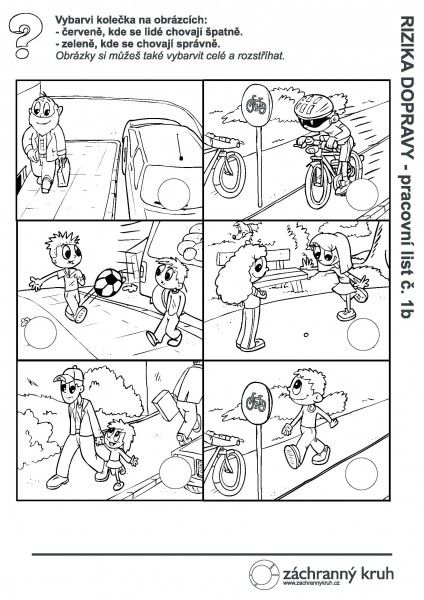 Vybarvi kolečka na obrázcích:
- červeně, kde se lidé chovají špatně.
- zeleně, kde se chovají správně.
Obrázky si můžeš také vybarvit celé a rozstříhat.
RIZIKA DOPRAVY - pracovní list č. 1b
záchranný kruh
www.zachrannykruh.cz